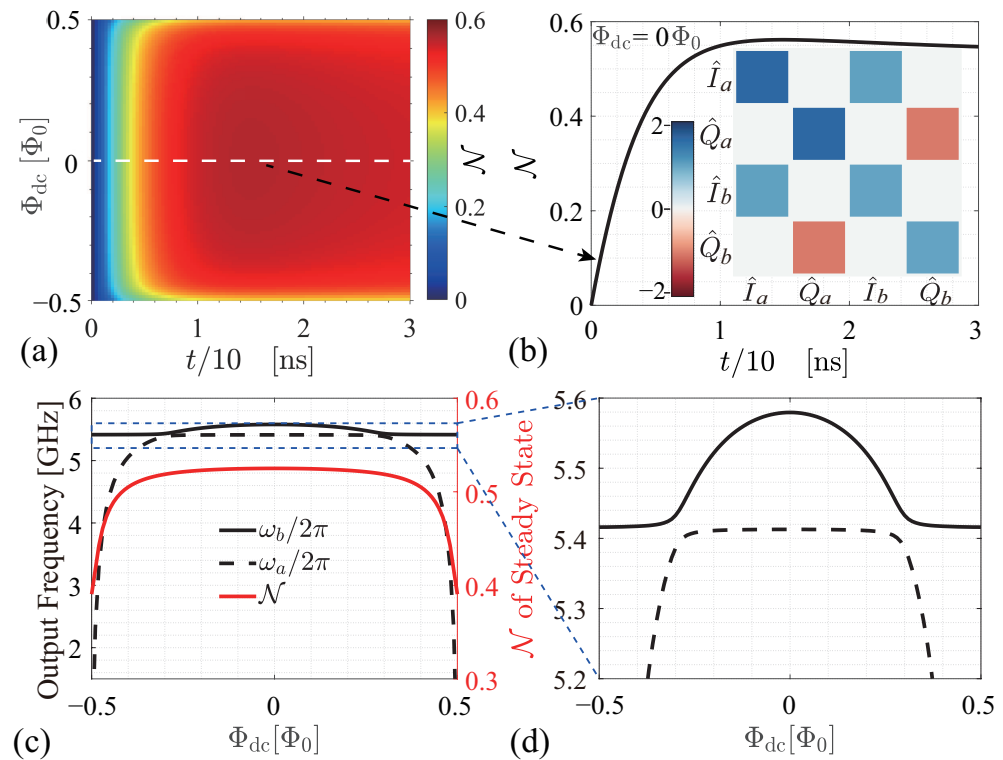 0.5
0
−0.5
Φdc [Φ0]
0
1
2
3
t/10 [ns]
(a)
0.6
0.4
0.2
0
𝒩
𝒩
0.6
0.4
0.2
0
Φdc = 0Φ0
2
0
−2
Îa
Q̂a
Îb
Q̂b
Îa
Q̂a
Îb
Q̂b
0
1
2
3
t/10 [ns]
(b)
Output Frequency [GHz]
6
5
4
3
2
ωb/2π
ωa/2π
𝒩
0.6
0.5
0.4
0.3
𝒩 of Steady State
−0.5
0
0.5
Φdc[Φ0]
(c)
5.6
5.5
5.4
5.3
5.2
−0.5
0
0.5
Φdc[Φ0]
(d)